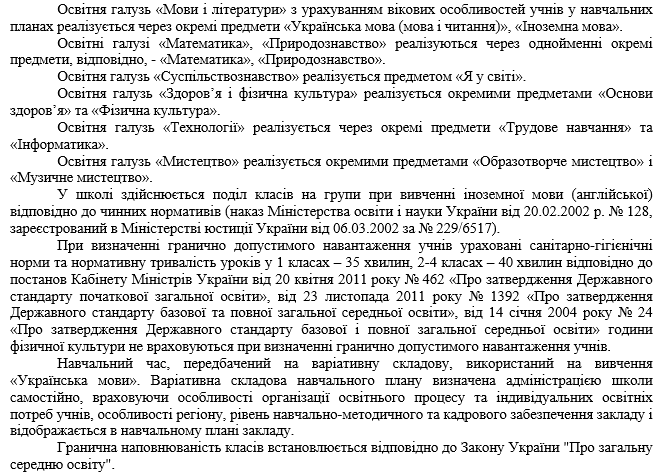 Освітня галузь «Мови і літератури» з урахуванням вікових особливостей учнів у навчальних
планах реалізується через окремі предмети «Українська мова (мова і читання)», «Іноземна мова».
Освітні галузі «Математика», «Природознавство» реалізуються через однойменні окремі
предмети, відповідно, - «Математика», «Природознавство».
Освітня галузь «Суспільствознавство» реалізується предметом «Я у світі».
Освітня галузь «Здоров’я і фізична культура» реалізується окремими предметами «Основи
здоров’я» та «Фізична культура».
Освітня галузь «Технології» реалізується через окремі предмети «Трудове навчання» та
«Інформатика».
Освітня галузь «Мистецтво» реалізується окремими предметами «Образотворче мистецтво» і
«Музичне мистецтво».
У школі здійснюється поділ класів на групи при вивченні іноземної мови (англійської)
відповідно до чинних нормативів (наказ Міністерства освіти і науки України від 20.02.2002 р. № 128,
зареєстрований в Міністерстві юстиції України від 06.03.2002 за № 229/6517).
При визначенні гранично допустимого навантаження учнів ураховані санітарно-гігієнічні
норми та нормативну тривалість уроків у 1 класах – 35 хвилин, 2-4 класах – 40 хвилин відповідно до
постанов Кабінету Міністрів України від 20 квітня 2011 року № 462 «Про затвердження Державного
стандарту початкової загальної освіти», від 23 листопада 2011 року № 1392 «Про затвердження
Державного стандарту базової та повної загальної середньої освіти», від 14 січня 2004 року № 24
«Про затвердження Державного стандарту базової і повної загальної середньої освіти» години
фізичної культури не враховуються при визначенні гранично допустимого навантаження учнів.
Навчальний час, передбачений на варіативну складову, використаний на вивчення
«Українська мови». Варіативна складова навчального плану визначена адміністрацією школи
самостійно, враховуючи особливості організації освітнього процесу та індивідуальних освітніх
потреб учнів, особливості регіону, рівень навчально-методичного та кадрового забезпечення закладу і
відображається в навчальному плані закладу.
Гранична наповнюваність класів встановлюється відповідно до Закону України "Про загальну
середню освіту".